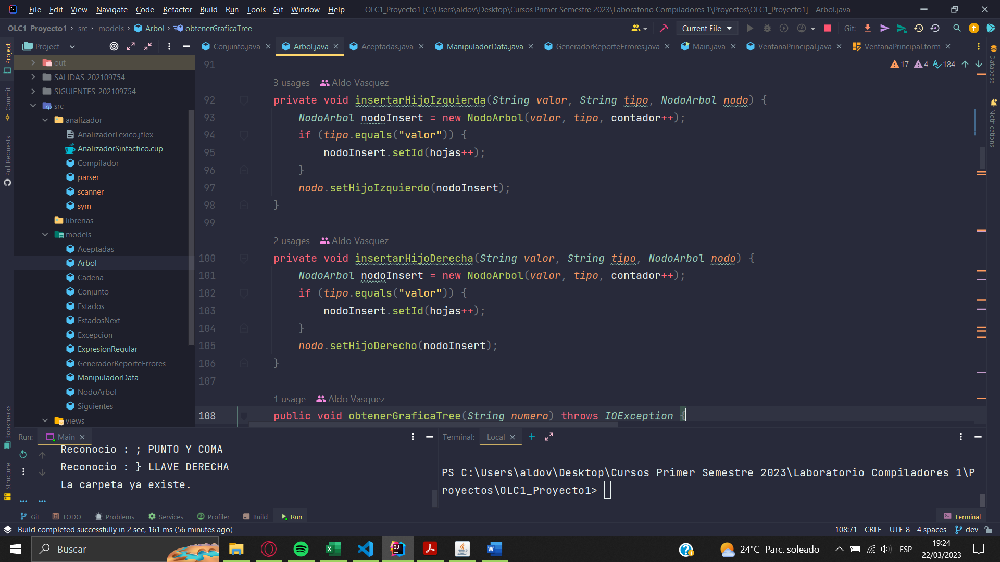 File Edit View Navigate Code Refactor Build Run Tools Git Window Help OLC1_Proyecto1 [C:\Users\aldov\Desktop\Cursos Primer Semestre 2023\Laboratorio Compiladores 1\Proyectos\OLC1_Proyecto1] - Arbol.java
OLC1_Proyecto1 src models Arbol obtenerGraficaTree Current File Git:
Project Conjunto.java Arbol.java Aceptadas.java ManipuladorData.java GeneradorReporteErrores.java Main.java VentanaPrincipal.java VentanaPrincipal.form
Project
Commit
Pull Requests
Bookmarks
Structure
Database
Notifications
out
SALIDAS_202109754
SIGUIENTES_202109754
src
analizador
AnalizadorLexico.jflex
AnalizadorSintactico.cup
Compilador
parser
scanner
sym
librerias
models
Aceptadas
Arbol
Cadena
Conjunto
Estados
EstadosNext
Excepcion
ExpresionRegular
GeneradorReporteErrores
ManipuladorData
NodoArbol
Siguientes
views
17 4 184
91
3 usages Aldo Vasquez
92 private void insertarHijoIzquierda(String valor, String tipo, NodoArbol nodo) {
93 NodoArbol nodoInsert = new NodoArbol(valor, tipo, contador++);
94 if (tipo.equals("valor")) {
95 nodoInsert.setId(hojas++);
96 }
97 nodo.setHijoIzquierdo(nodoInsert);
98 }
99
2 usages Aldo Vasquez
100 private void insertarHijoDerecha(String valor, String tipo, NodoArbol nodo) {
101 NodoArbol nodoInsert = new NodoArbol(valor, tipo, contador++);
102 if (tipo.equals("valor")) {
103 nodoInsert.setId(hojas++);
104 }
105 nodo.setHijoDerecho(nodoInsert);
106 }
107
1 usage Aldo Vasquez
108 public void obtenerGraficaTree(String numero) throws IOException {
Run: Main
Reconocio : ; PUNTO Y COMA
Reconocio : } LLAVE DERECHA
La carpeta ya existe.
Terminal: Local
PS C:\Users\aldov\Desktop\Cursos Primer Semestre 2023\Laboratorio Compiladores 1\P
royectos\OLC1_Proyecto1>
Git TODO Problems Services Profiler Build Run Terminal
Build completed successfully in 2 sec, 161 ms (56 minutes ago) 108:71 CRLF UTF-8 4 spaces dev
Buscar 24°C Parc. soleado ESP 19:24
22/03/2023